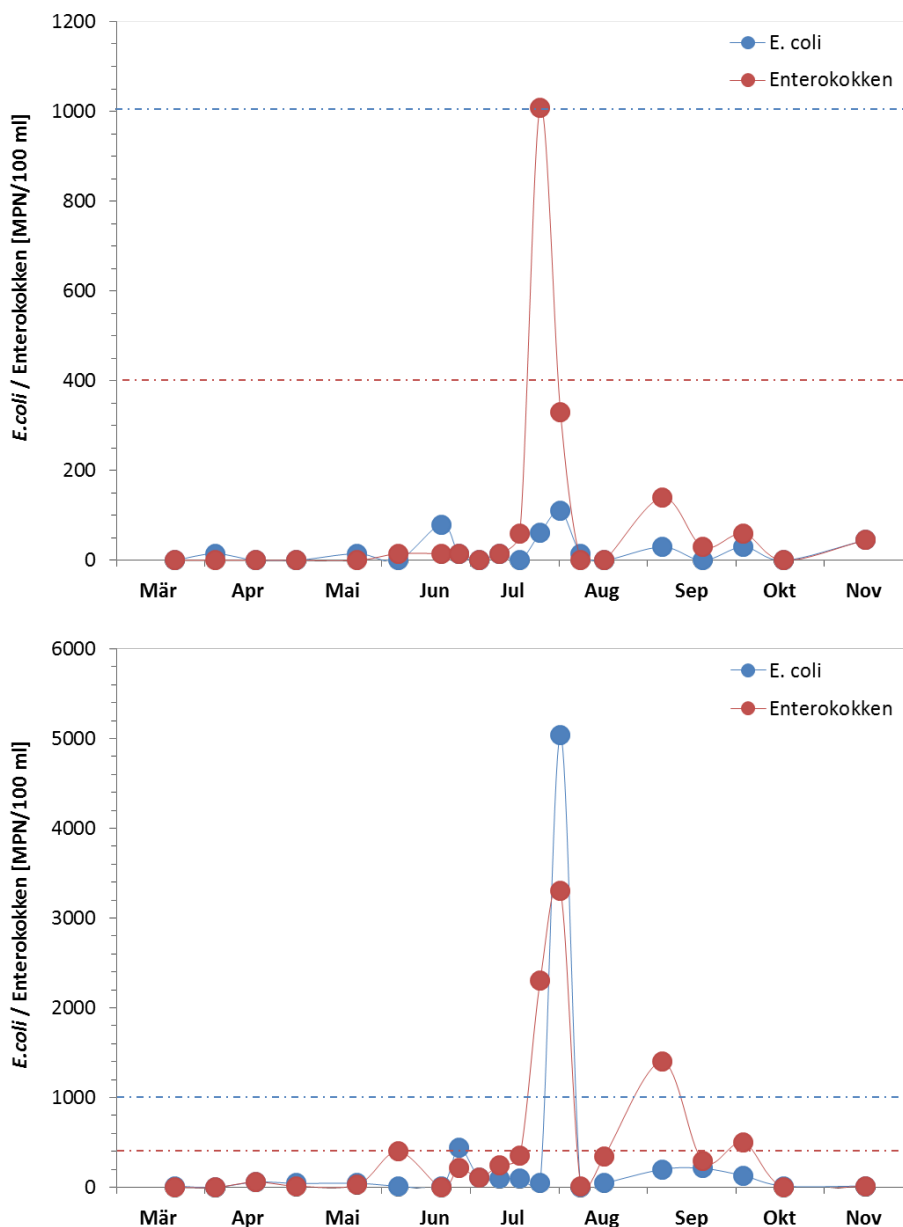 E.coli / Enterokokken [MPN/100 ml]
1200
1000
800
600
400
200
0
E. coli
Enterokokken
Mär Apr Mai Jun Jul Aug Sep Okt Nov
E.coli / Enterokokken [MPN/100 ml]
6000
5000
4000
3000
2000
1000
0
E. coli
Enterokokken
Mär Apr Mai Jun Jul Aug Sep Okt Nov